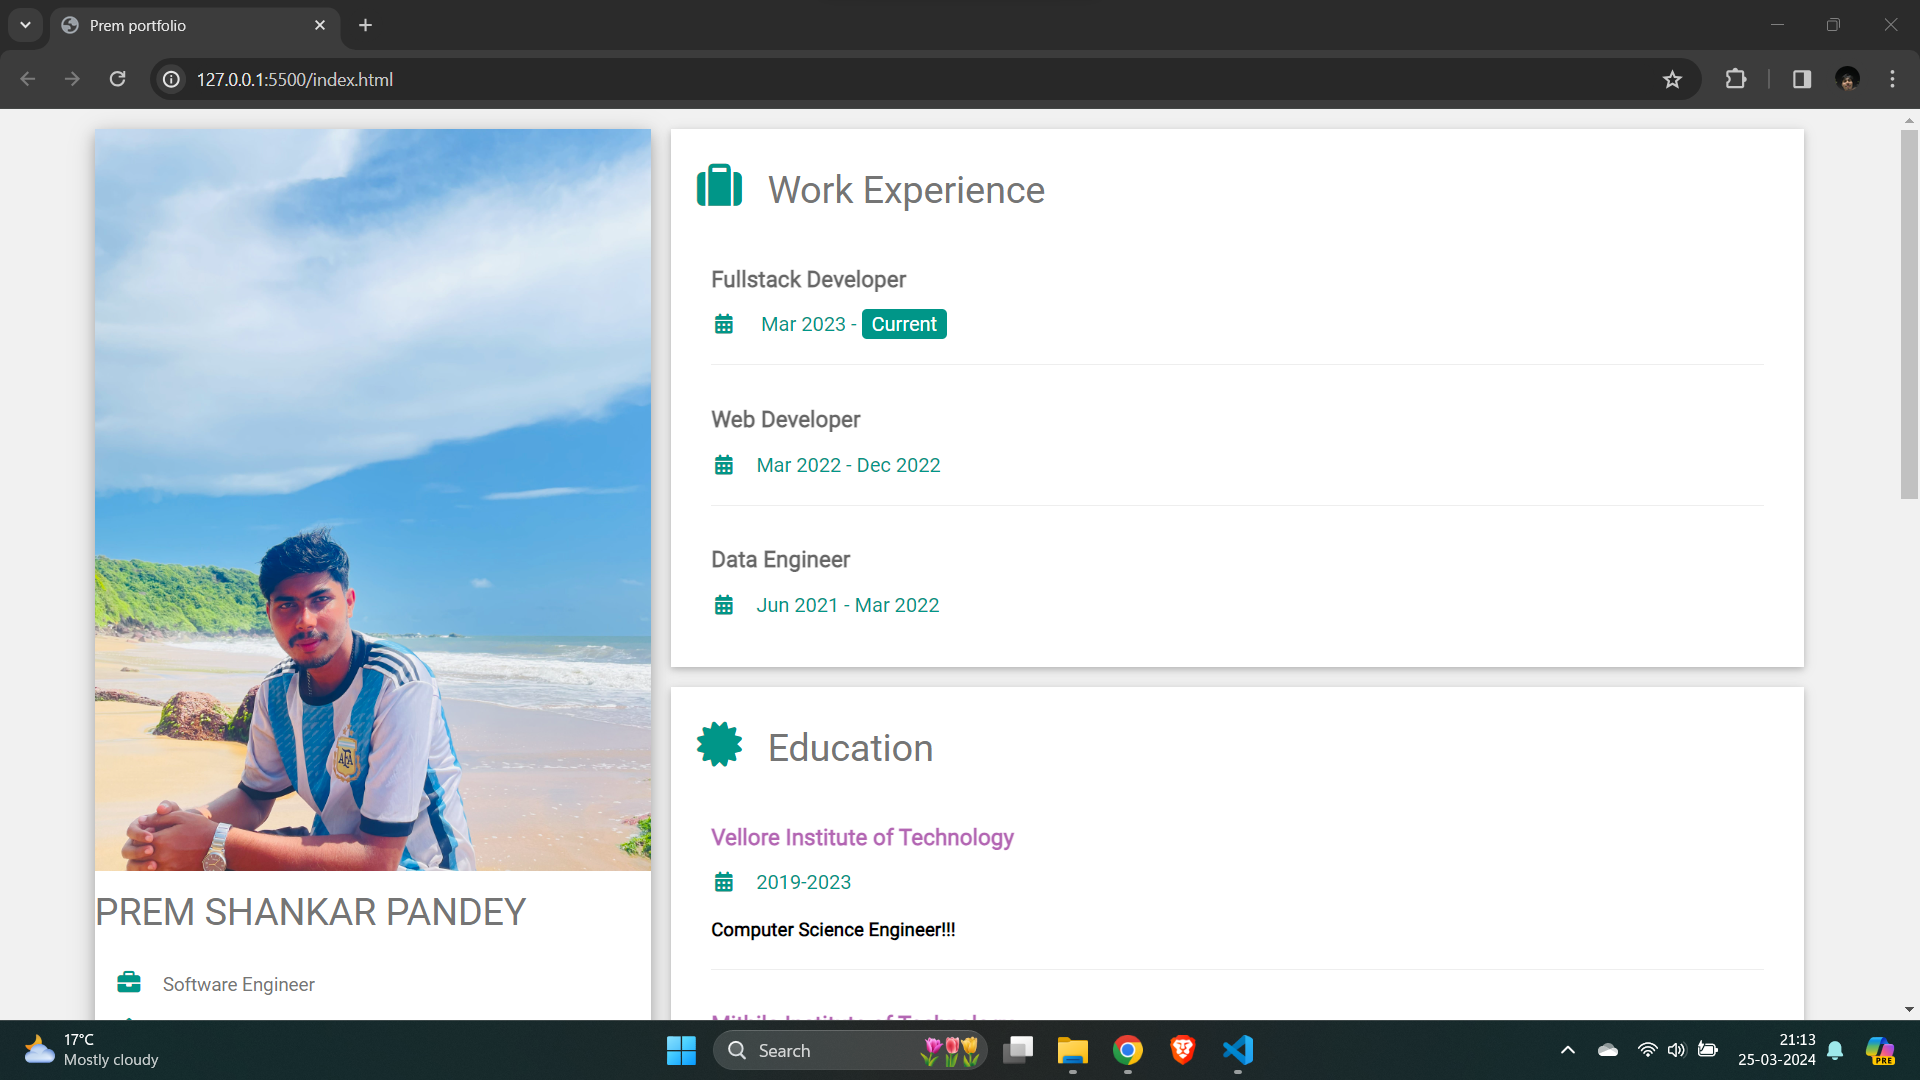 Prem portfolio
127.0.0.1:5500/index.html
Work Experience
Fullstack Developer
Mar 2023 - Current
Web Developer
Mar 2022 - Dec 2022
Data Engineer
Jun 2021 - Mar 2022
AFA
PREM SHANKAR PANDEY
Software Engineer
Education
Vellore Institute of Technology
2019-2023
Computer Science Engineer!!!
17°C
Mostly cloudy
Search
21:13
25-03-2024
PRE